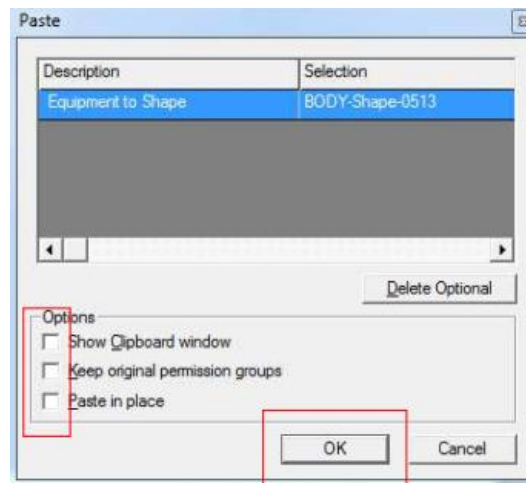 Paste
Description Selection
Equipment to Shape BODY-Shape-0513
Delete Optional
Options
Show Clipboard window
Keep original permission groups
Paste in place
OK Cancel